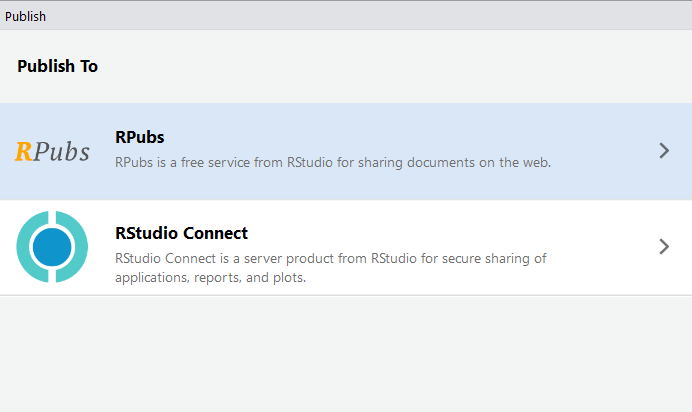 Publish
Publish To
RPubs
RPubs
RPubs is a free service from RStudio for sharing documents on the web.
RStudio Connect
RStudio Connect is a server product from RStudio for secure sharing of
applications, reports, and plots.